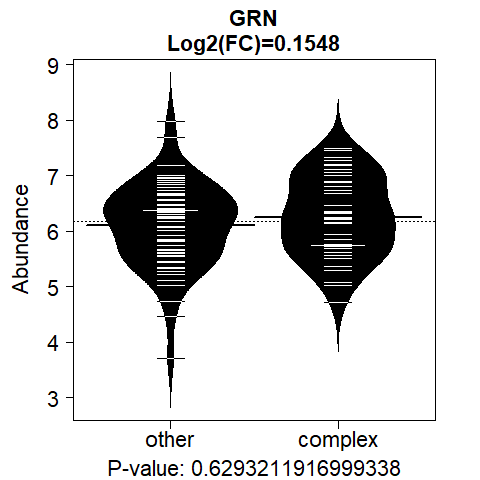 GRN
Log2(FC)=0.1548
Abundance
9
8
7
6
5
4
3
other complex
P-value: 0.6293211916999338